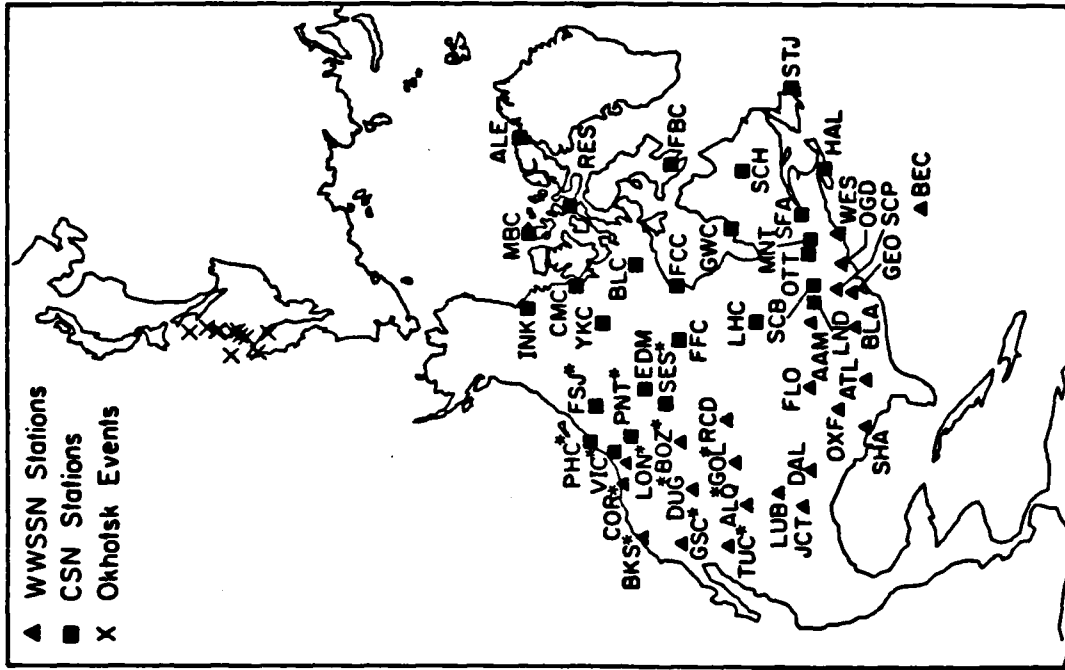 WWSSN Stations
CSN Stations
Okhotsk Events
ALE
MBC
RES
INK
CMC
YKC
BLC
FBC
FCC
GWC
SCH
STJ
HAL
SFA
MNT
OTT
SCB
LHC
FFC
EDM
SES*
PNT*
FSJ*
PHC*
VIC*
COR*
LON*
BKS*
*BOZ
DUG
GSC*
*GOL
*RCD
ALQ
TUC*
LUB
JCT
DAL
FLO
AAM
LND
OXF
ATL
BLA
SHA
WES
OGD
SCP
GEO
BEC